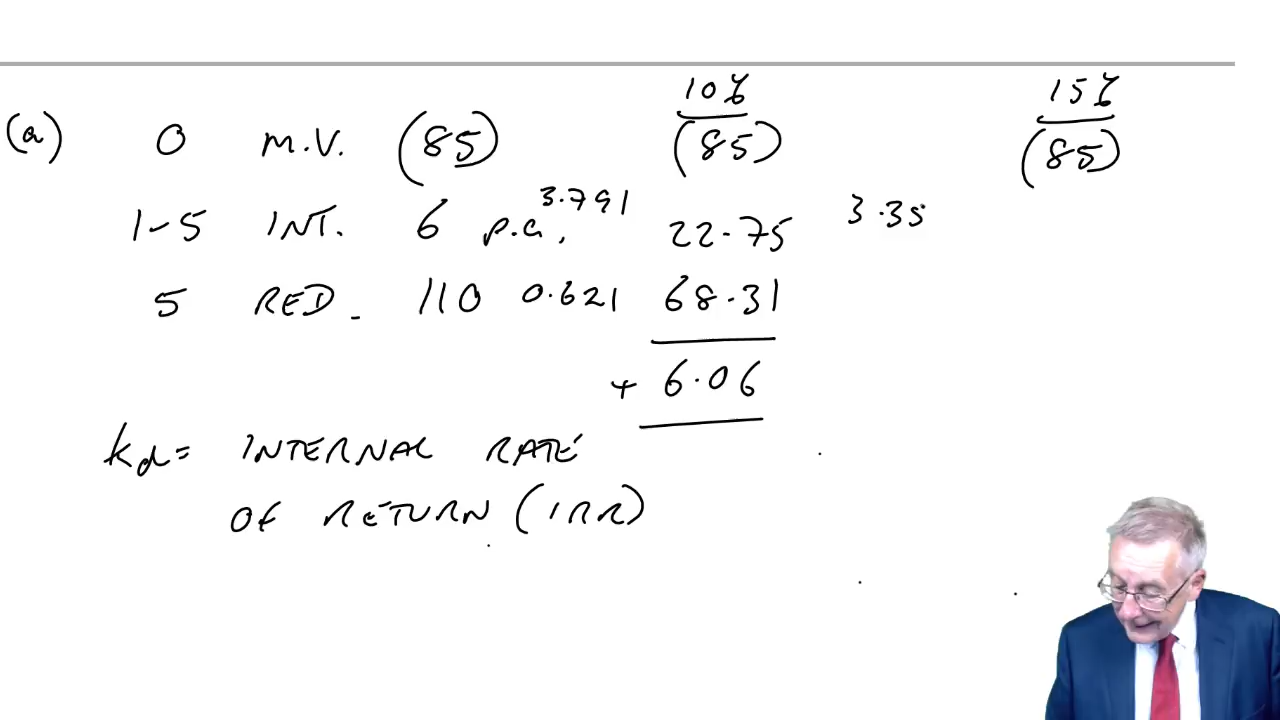 10% 15%
(a) 0 M.V. (85) (85) (85)
1-5 INT. 6 p.a. 3.791 22.75 3.35
5 RED. 110 0.621 68.31
+ 6.06
kd = INTERNAL RATE
OF RETURN (IRR)